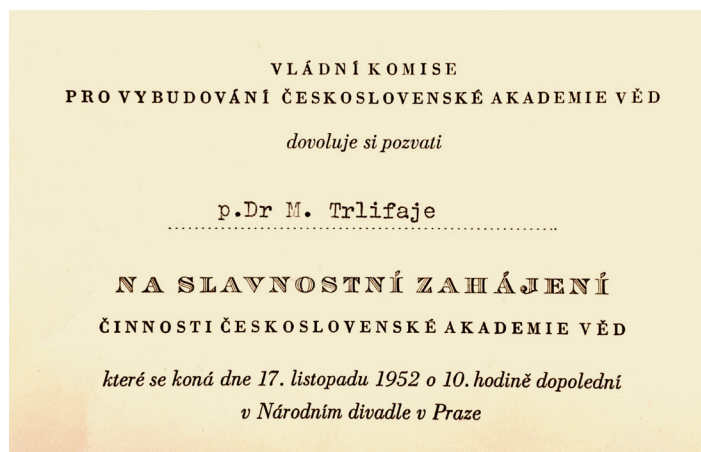 VLÁDNÍ KOMISE
PRO VYBUDOVÁNÍ ČESKOSLOVENSKÉ AKADEMIE VĚD
dovoluje si pozvati
p.Dr M. Trlifaje
NA SLAVNOSTNÍ ZAHÁJENÍ
ČINNOSTI ČESKOSLOVENSKÉ AKADEMIE VĚD
které se koná dne 17. listopadu 1952 o 10. hodině dopolední
v Národním divadle v Praze